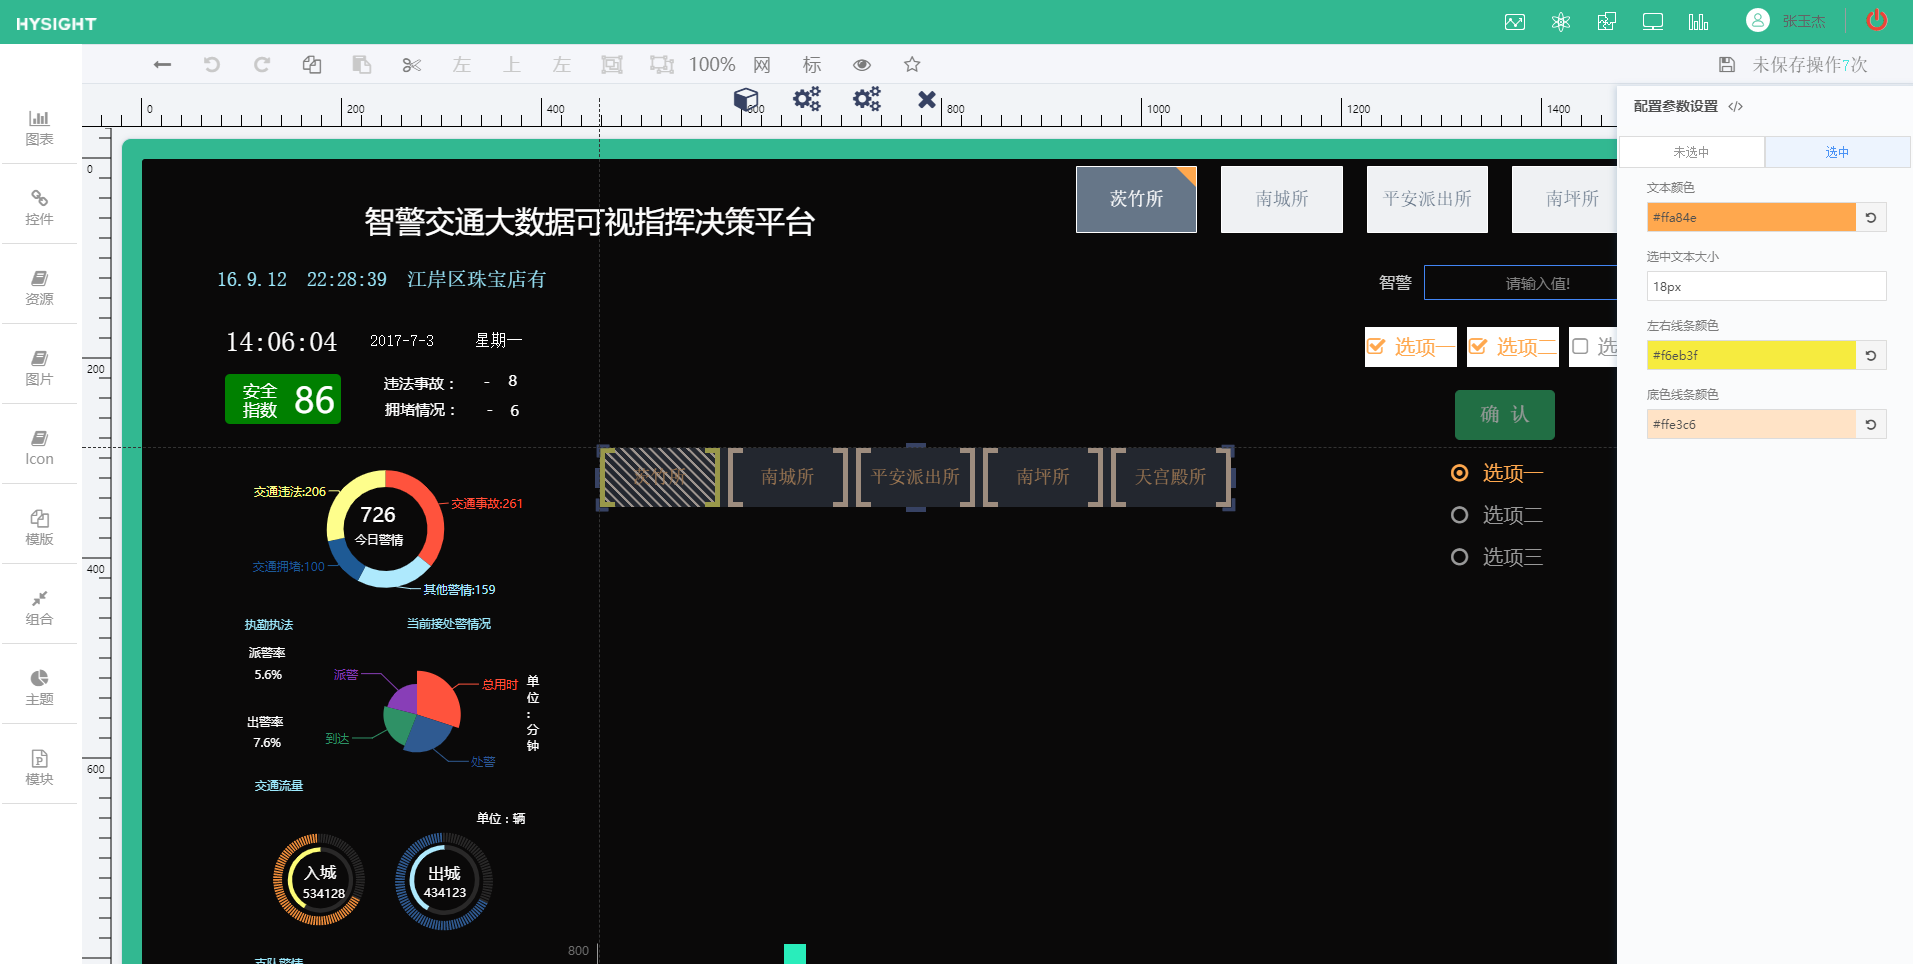 HYSIGHT
张玉杰
左 上 左 100% 网 标
未保存操作7次
图表
控件
资源
图片
Icon
模版
组合
主题
模块
0 200 400 600 800 1000 1200 1400
0
200
400
600
800
智警交通大数据可视指挥决策平台
16.9.12 22:28:39 江岸区珠宝店有
14:06:04 2017-7-3 星期一
安全指数 86
违法事故： - 8
拥堵情况： - 6
交通违法:206
交通事故:261
726
今日警情
交通拥堵:100
其他警情:159
执勤执法
当前接处警情况
派警率
5.6%
出警率
7.6%
派警
总用时
到达
处警
单位：分钟
交通流量
单位：辆
入城
534128
出城
434123
支队警情
茨竹所 南城所 平安派出所 南坪所
智警 请输入值!
选项一 选项二 选
确 认
茨竹所 南城所 平安派出所 南坪所 天宫殿所
选项一
选项二
选项三
配置参数设置 </>
未选中 选中
文本颜色
#ffa84e
选中文本大小
18px
左右线条颜色
#f6eb3f
底色线条颜色
#ffe3c6